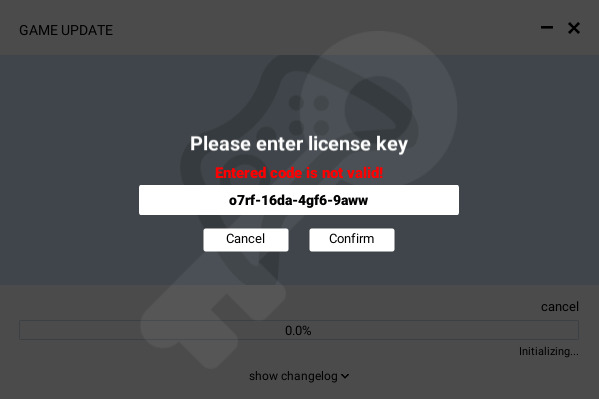 GAME UPDATE
Please enter license key
Entered code is not valid!
o7rf-16da-4gf6-9aww
Cancel Confirm
cancel
0.0%
Initializing...
show changelog